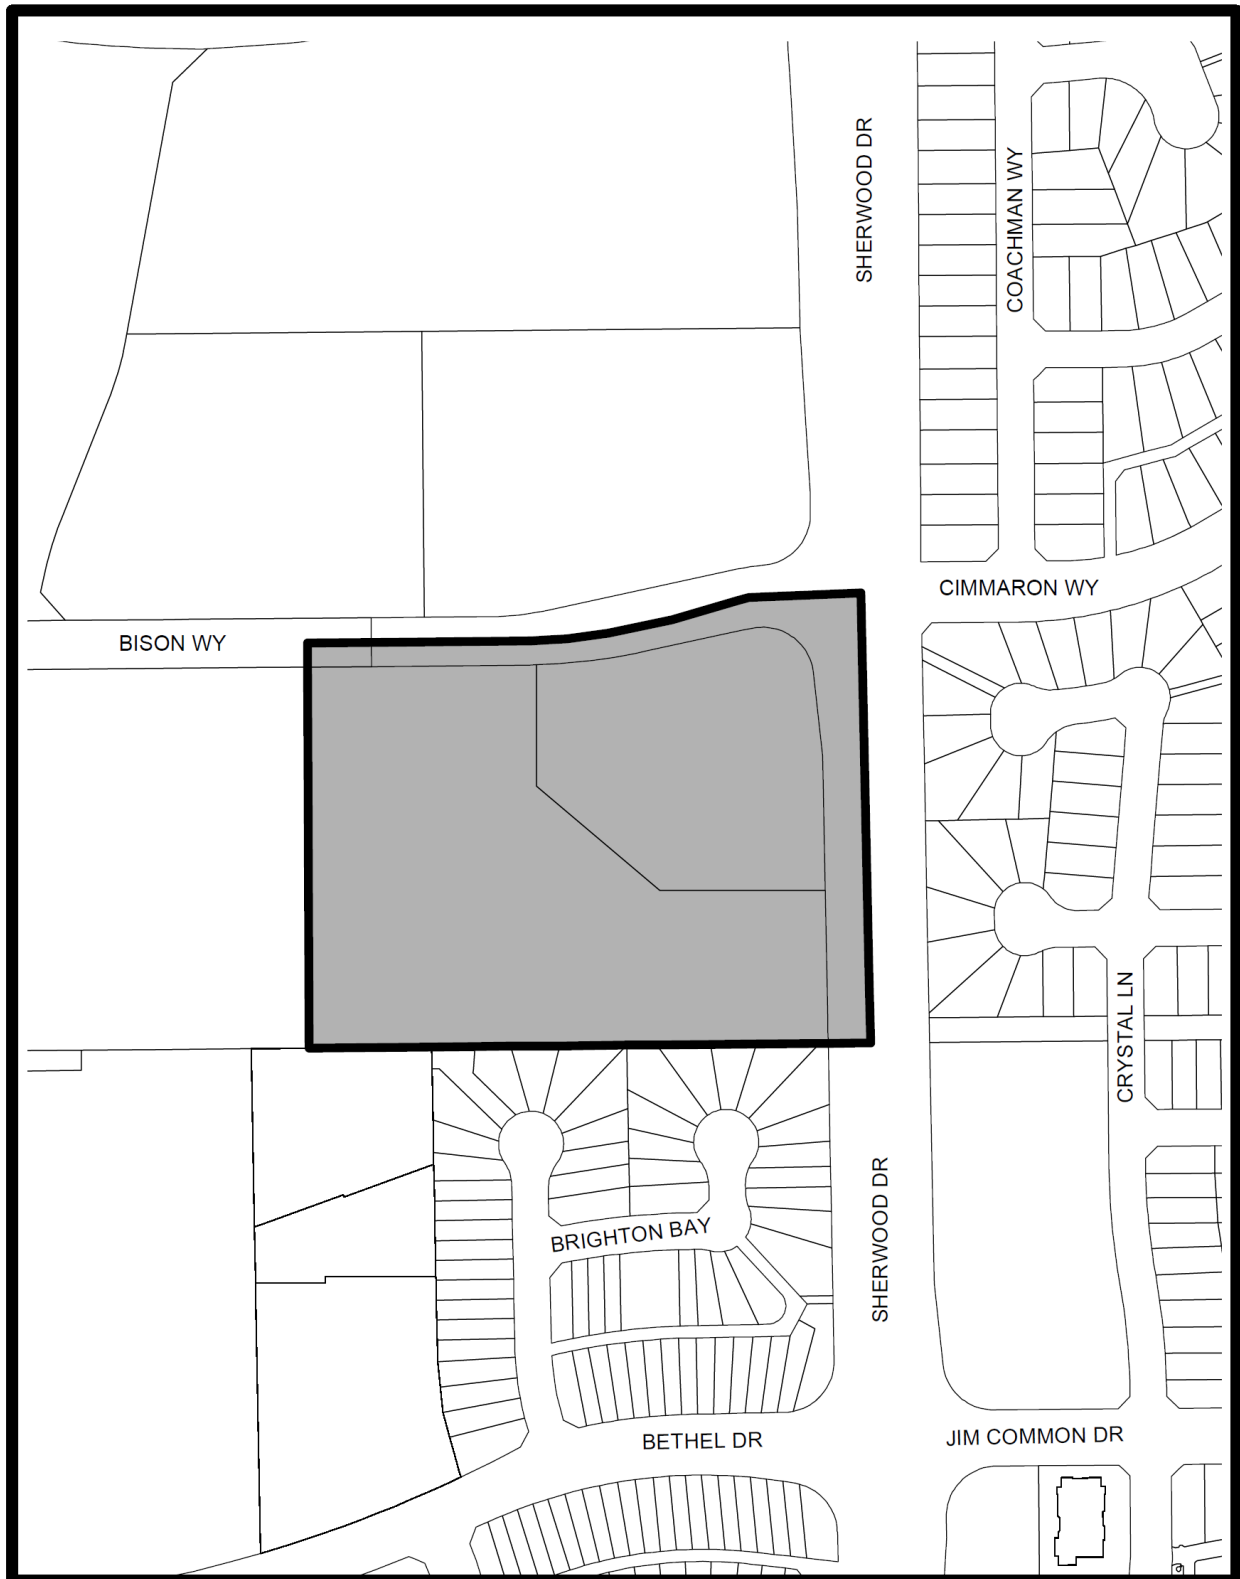 SHERWOOD DR
COACHMAN WY
CIMMARON WY
BISON WY
CRYSTAL LN
SHERWOOD DR
BRIGHTON BAY
BETHEL DR
JIM COMMON DR